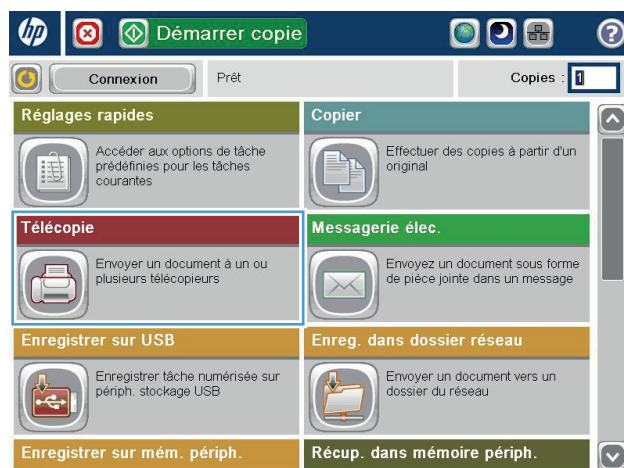 hp
Démarrer copie
?
Connexion
Prêt
Copies : 1
Réglages rapides
Accéder aux options de tâche
prédéfinies pour les tâches
courantes
Copier
Effectuer des copies à partir d'un
original
Télécopie
Envoyer un document à un ou
plusieurs télécopieurs
Messagerie élec.
Envoyez un document sous forme
de pièce jointe dans un message
Enregistrer sur USB
Enregistrer tâche numérisée sur
périph. stockage USB
Enreg. dans dossier réseau
Envoyer un document vers un
dossier du réseau
Enregistrer sur mém. périph.
Récup. dans mémoire périph.